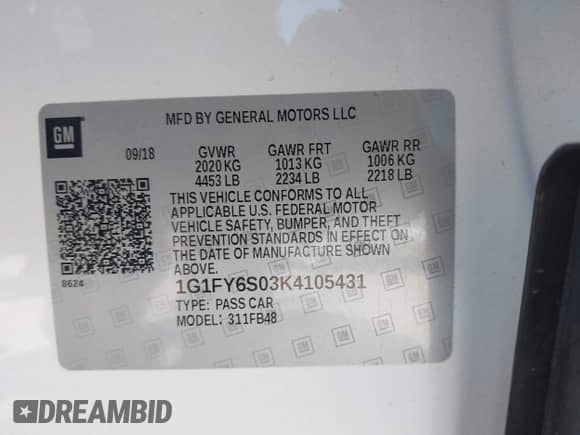 GM
MFD BY GENERAL MOTORS LLC
09/18 GVWR GAWR FRT GAWR RR
2020 KG 1013 KG 1006 KG
4453 LB 2234 LB 2218 LB
THIS VEHICLE CONFORMS TO ALL
APPLICABLE U.S. FEDERAL MOTOR
VEHICLE SAFETY, BUMPER, AND THEFT
PREVENTION STANDARDS IN EFFECT ON
THE DATE OF MANUFACTURE SHOWN
ABOVE.
8624
1G1FY6S03K4105431
TYPE: PASS CAR
MODEL: 311FB48
DREAMBID